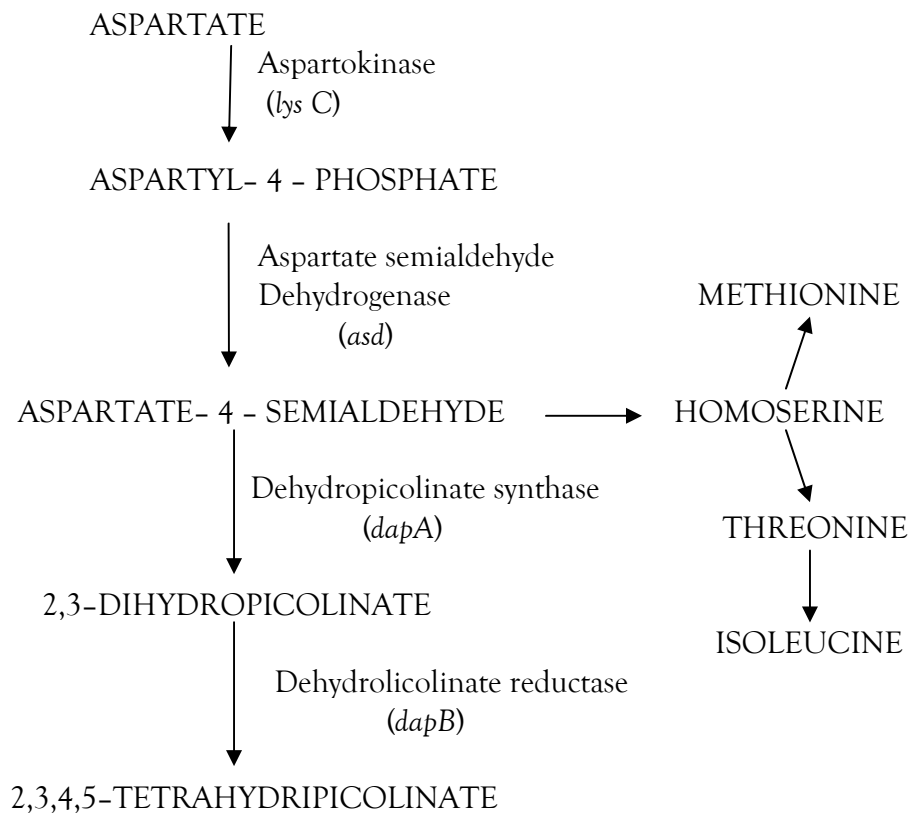 ASPARTATE
Aspartokinase
(lys C)
ASPARTYL– 4 – PHOSPHATE
Aspartate semialdehyde
Dehydrogenase
(asd)
METHIONINE
ASPARTATE– 4 – SEMIALDEHYDE
HOMOSERINE
Dehydropicolinate synthase
(dapA)
THREONINE
2,3–DIHYDROPICOLINATE
ISOLEUCINE
Dehydrolicolinate reductase
(dapB)
2,3,4,5–TETRAHYDRIPICOLINATE